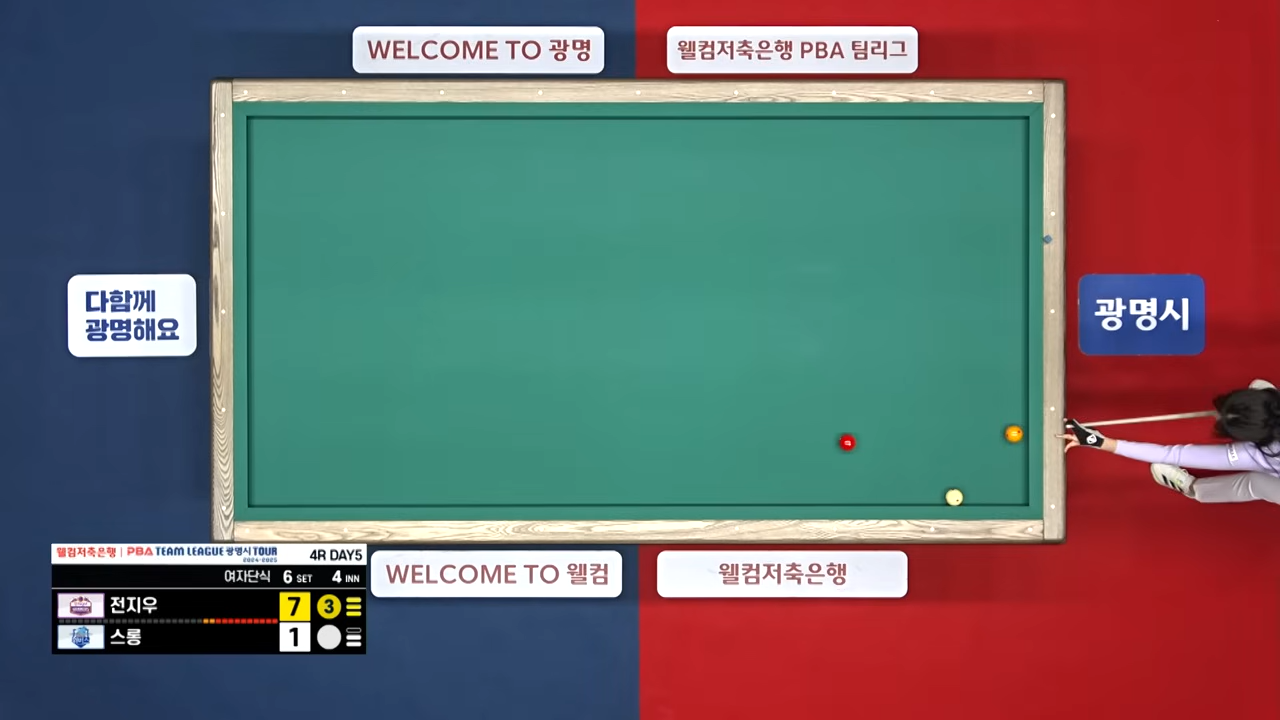 WELCOME TO 광명
웰컴저축은행 PBA 팀리그
다함께
광명해요
광명시
웰컴저축은행 | PBA TEAM LEAGUE 광명시 TOUR
2024-2025
4R DAY5
여자단식 6 SET 4 INN
전지우 7 3
스롱 1
WELCOME TO 웰컴
웰컴저축은행